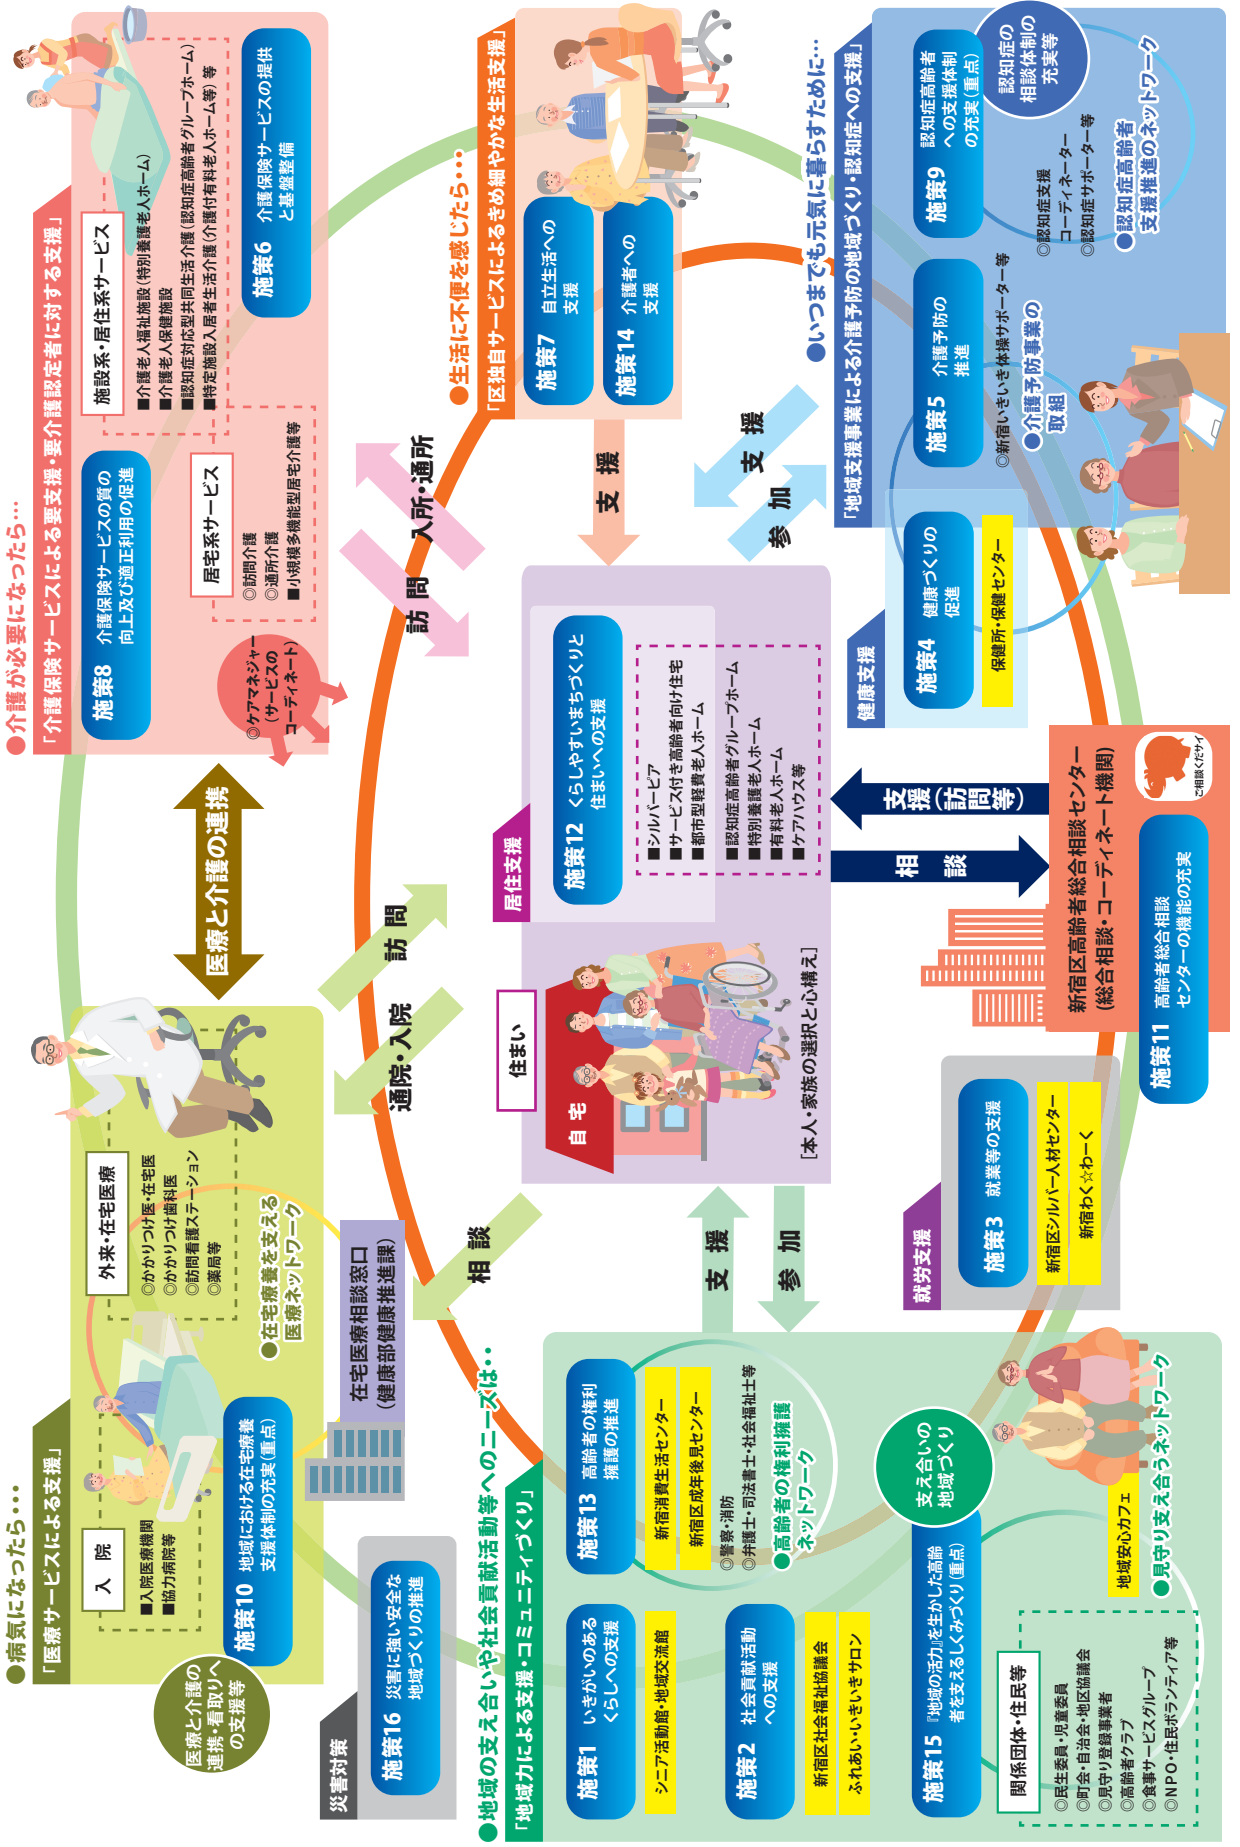 ●病気になったら…
「医療サービスによる支援」
入 院
■入院医療機関
■協力病院等
外来・在宅医療
◎かかりつけ医・在宅医
◎かかりつけ歯科医
◎訪問看護ステーション
◎薬局等
●在宅療養を支える
医療ネットワーク
施策10 地域における在宅療養
支援体制の充実(重点)
医療と介護の
連携・看取りへ
の支援等
在宅医療相談窓口
(健康部健康推進課)
医療と介護の連携
●介護が必要になったら…
「介護保険サービスによる要支援・要介護認定者に対する支援」
施策8 介護保険サービスの質の
向上及び適正利用の促進
施設系・居住系サービス
■介護老人福祉施設(特別養護老人ホーム)
■介護老人保健施設
■認知症対応型共同生活介護(認知症高齢者グループホーム)
■特定施設入居者生活介護(介護付有料老人ホーム等)等
居宅系サービス
◎訪問介護
◎通所介護
■小規模多機能型居宅介護等
施策6 介護保険サービスの提供
と基盤整備
◎ケアマネジャー
(サービスの
コーディネート)
通院・入院
訪 問
訪 問
入所・通所
相 談
災害対策
施策16 災害に強い安全な
地域づくりの推進
●生活に不便を感じたら…
「区独自サービスによるきめ細やかな生活支援」
施策7 自立生活への
支援
施策14 介護者への
支援
支 援
住まい
自 宅
[本人・家族の選択と心構え]
居住支援
施策12 くらしやすいまちづくりと
住まいへの支援
■シルバーピア
■サービス付き高齢者向け住宅
■都市型軽費老人ホーム
■認知症高齢者グループホーム
■特別養護老人ホーム
■有料老人ホーム
■ケアハウス等
支 援
参 加
支 援
参 加
相 談
支援(訪問等)
●地域の支え合いや社会貢献活動等へのニーズは‥
「地域力による支援・コミュニティづくり」
施策1 いきがいのある
くらしへの支援
シニア活動館・地域交流館
施策13 高齢者の権利
擁護の推進
新宿消費生活センター
新宿区成年後見センター
◎警察・消防
◎弁護士・司法書士・社会福祉士等
●高齢者の権利擁護
ネットワーク
施策2 社会貢献活動
への支援
新宿区社会福祉協議会
ふれあい・いきいきサロン
施策15 『地域の活力』を生かした高齢
者を支えるしくみづくり(重点)
支え合いの
地域づくり
関係団体・住民等
◎民生委員・児童委員
◎町会・自治会・地区協議会
◎見守り登録事業者
◎高齢者クラブ
◎食事サービスグループ
◎NPO・住民ボランティア等
地域安心カフェ
●見守り支え合うネットワーク
就労支援
施策3 就業等の支援
新宿区シルバー人材センター
新宿わく☆わーく
新宿区高齢者総合相談センター
(総合相談・コーディネート機関)
ご相談くだサイ
施策11 高齢者総合相談
センターの機能の充実
●いつまでも元気に暮らすために…
「地域支援事業による介護予防の地域づくり・認知症への支援」
健康支援
施策4 健康づくりの
促進
保健所・保健センター
施策5 介護予防の
推進
◎新宿いきいき体操サポーター等
●介護予防事業の
取組
施策9 認知症高齢者
への支援体制
の充実(重点)
認知症の
相談体制の
充実等
◎認知症支援
コーディネーター
◎認知症サポーター等
●認知症高齢者
支援推進のネットワーク